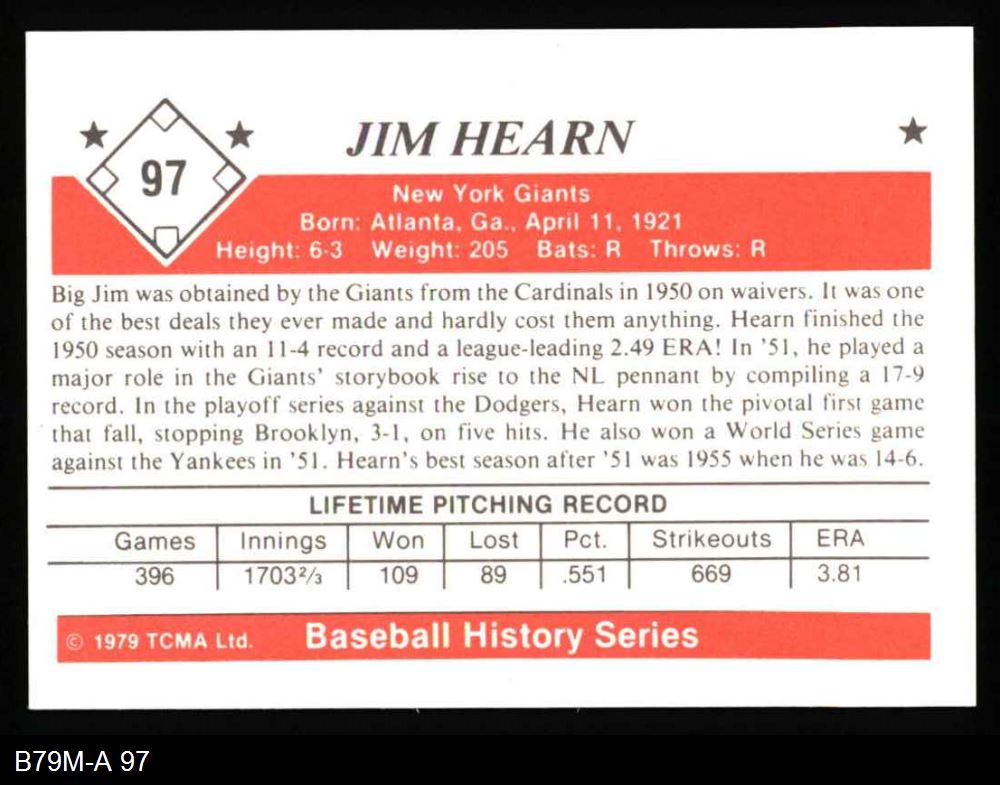 97
JIM HEARN
New York Giants
Born: Atlanta, Ga., April 11, 1921
Height: 6-3 Weight: 205 Bats: R Throws: R
Big Jim was obtained by the Giants from the Cardinals in 1950 on waivers. It was one
of the best deals they ever made and hardly cost them anything. Hearn finished the
1950 season with an 11-4 record and a league-leading 2.49 ERA! In '51, he played a
major role in the Giants' storybook rise to the NL pennant by compiling a 17-9
record. In the playoff series against the Dodgers, Hearn won the pivotal first game
that fall, stopping Brooklyn, 3-1, on five hits. He also won a World Series game
against the Yankees in '51. Hearn's best season after '51 was 1955 when he was 14-6.
LIFETIME PITCHING RECORD
Games Innings Won Lost Pct. Strikeouts ERA
396 1703⅔ 109 89 .551 669 3.81
© 1979 TCMA Ltd. Baseball History Series
B79M-A 97